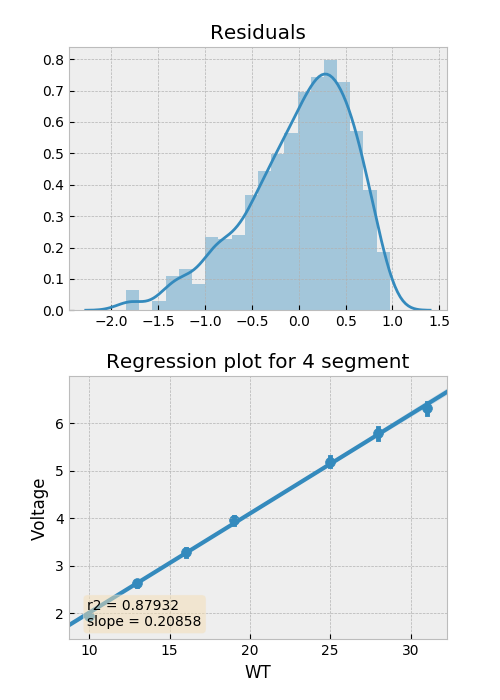 Residuals
0.8
0.7
0.6
0.5
0.4
0.3
0.2
0.1
0.0
−2.0 −1.5 −1.0 −0.5 0.0 0.5 1.0 1.5
Regression plot for 4 segment
6
5
4
3
2
Voltage
r2 = 0.87932
slope = 0.20858
10 15 20 25 30
WT